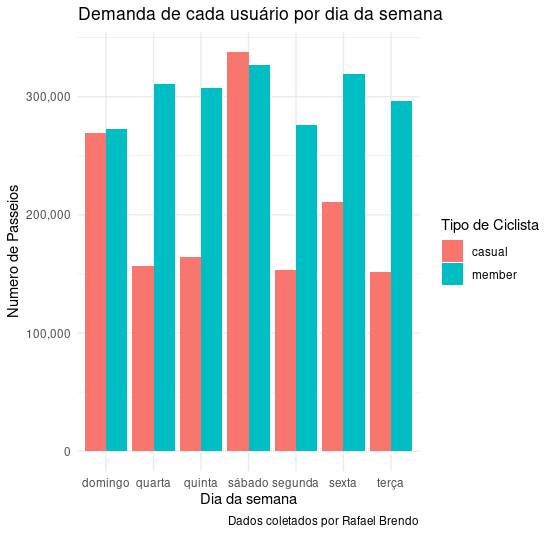 Demanda de cada usuário por dia da semana
Numero de Passeios
300,000
200,000
100,000
0
domingo quarta quinta sábado segunda sexta terça
Dia da semana
Tipo de Ciclista
casual
member
Dados coletados por Rafael Brendo